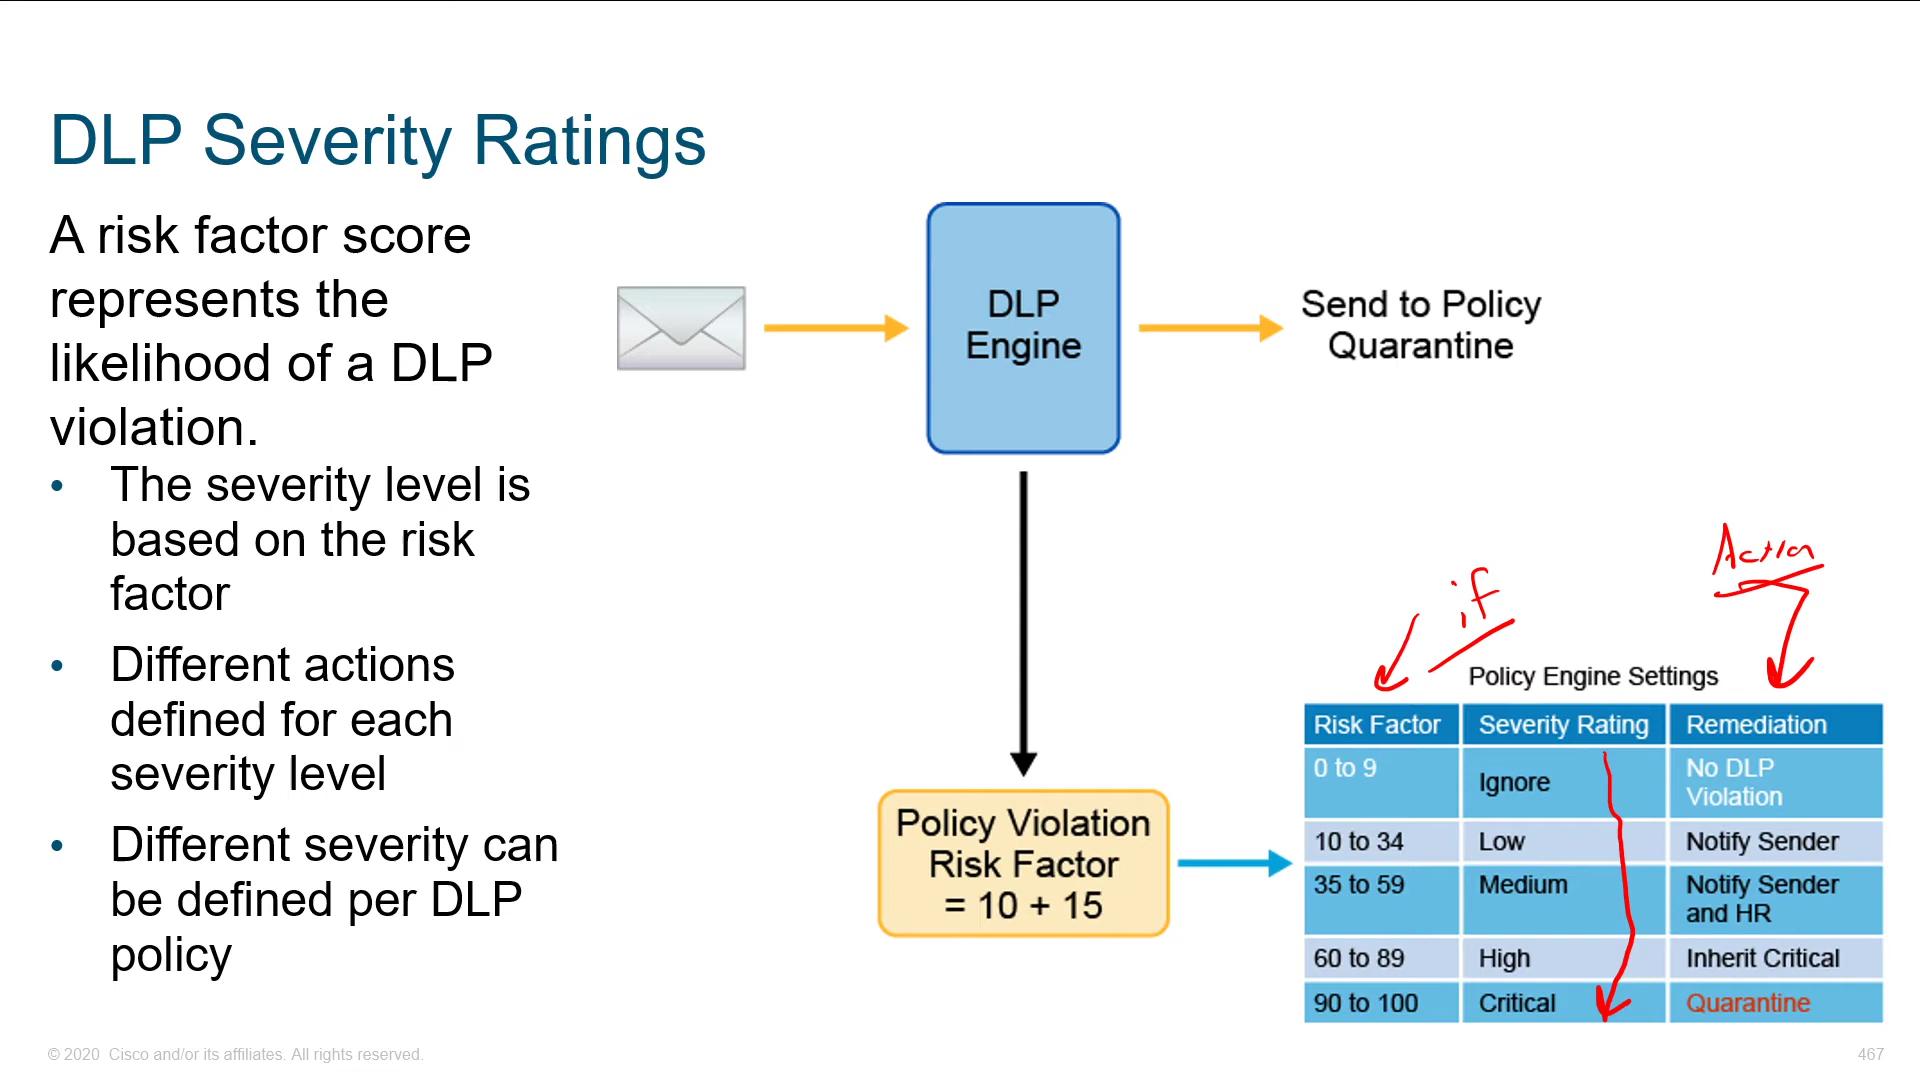 DLP Severity Ratings
A risk factor score
represents the
likelihood of a DLP
violation.
• The severity level is
based on the risk
factor
• Different actions
defined for each
severity level
• Different severity can
be defined per DLP
policy
DLP
Engine
Send to Policy
Quarantine
Policy Violation
Risk Factor
= 10 + 15
if
Action
Policy Engine Settings
Risk Factor Severity Rating Remediation
0 to 9 Ignore No DLP
Violation
10 to 34 Low Notify Sender
35 to 59 Medium Notify Sender
and HR
60 to 89 High Inherit Critical
90 to 100 Critical Quarantine
© 2020 Cisco and/or its affiliates. All rights reserved.
467